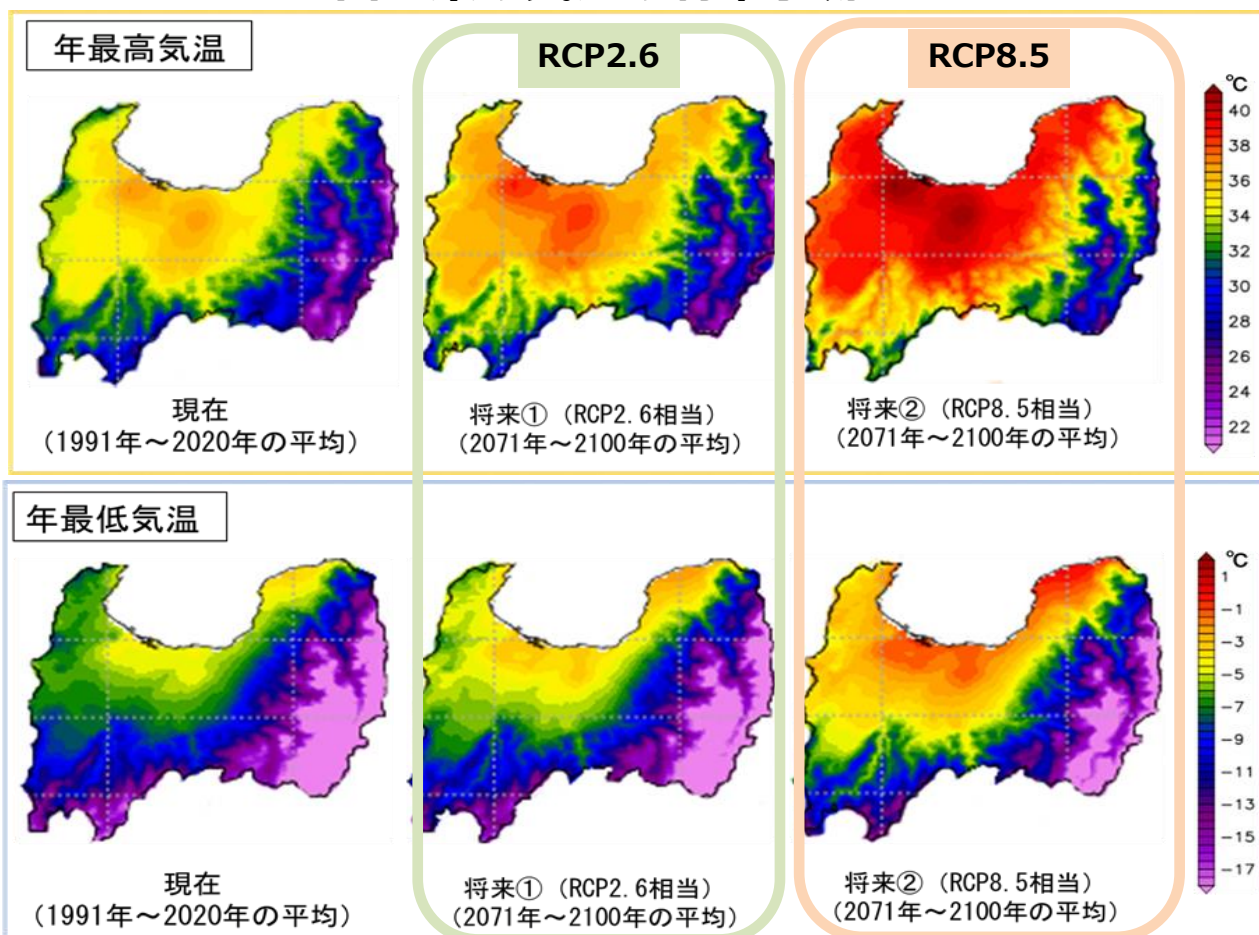 年最高気温
RCP2.6
RCP8.5
℃
40
38
36
34
32
30
28
26
24
22
現在
(1991年～2020年の平均)
将来①（RCP2.6相当）
(2071年～2100年の平均)
将来②（RCP8.5相当）
(2071年～2100年の平均)
年最低気温
℃
1
-1
-3
-5
-7
-9
-11
-13
-15
-17
現在
(1991年～2020年の平均)
将来①（RCP2.6相当）
(2071年～2100年の平均)
将来②（RCP8.5相当）
(2071年～2100年の平均)